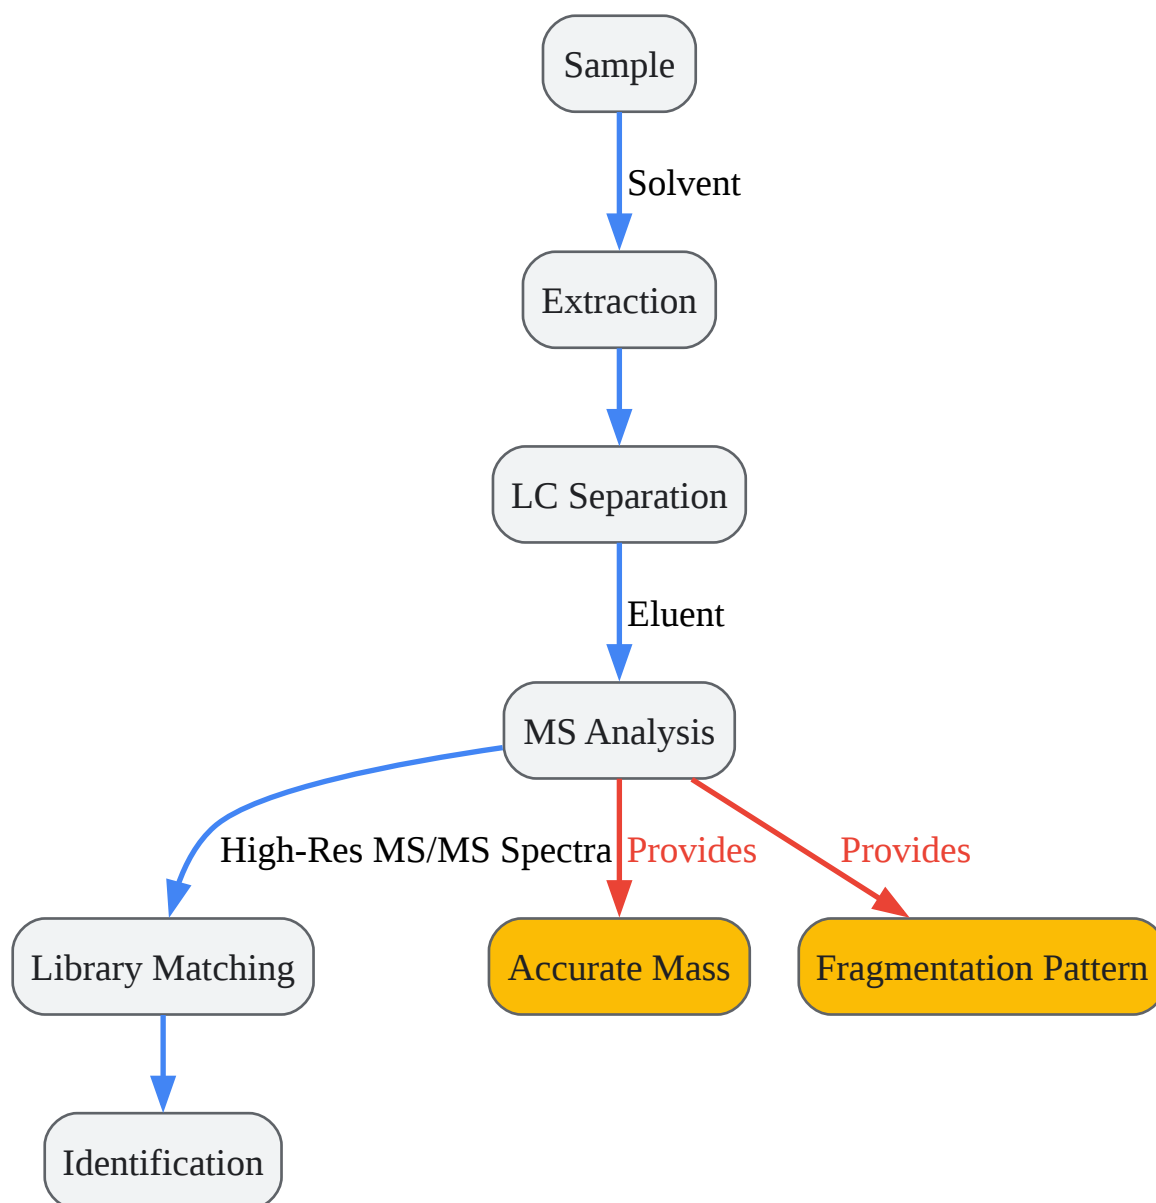 Sample
Solvent
Extraction
LC Separation
Eluent
MS Analysis
High-Res MS/MS Spectra
Provides
Provides
Library Matching
Accurate Mass
Fragmentation Pattern
Identification